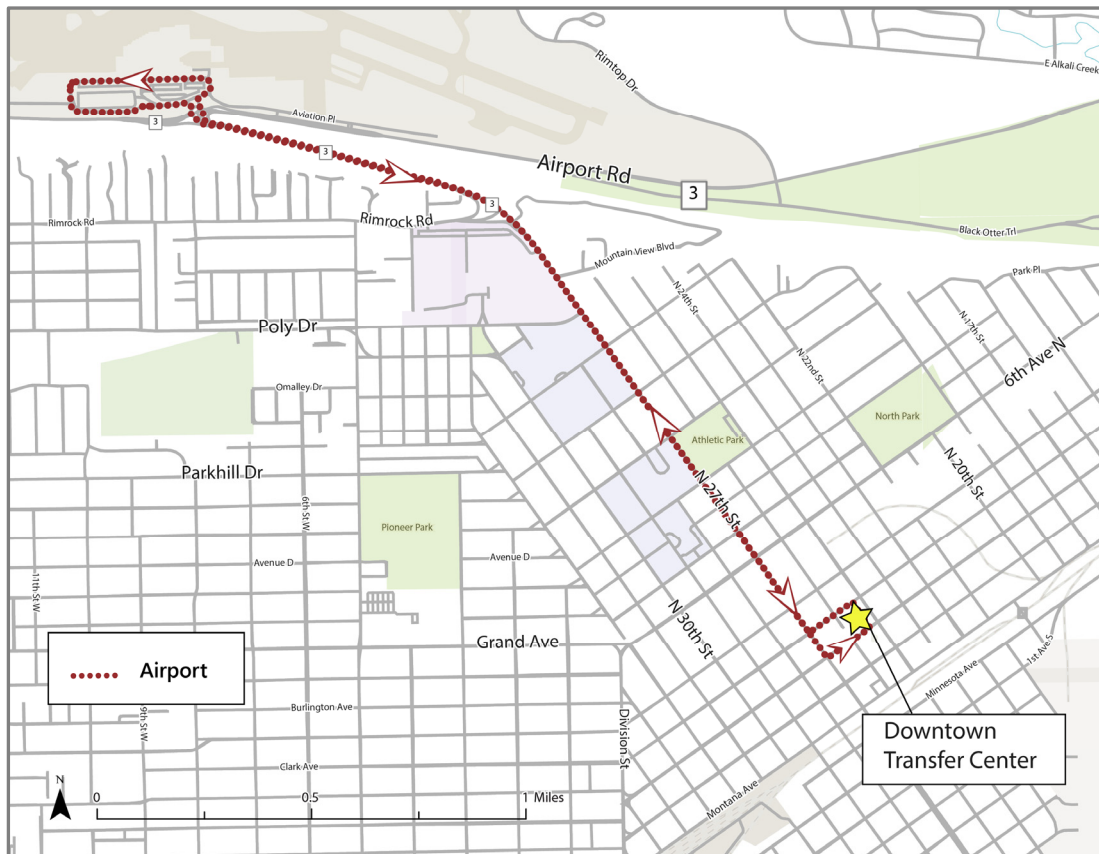 E Alkali Creek
Rimtop Dr
Aviation Pl
3
3
Airport Rd
3
3
Rimrock Rd
Rimrock Rd
Black Otter Trl
Mountain View Blvd
Park Pl
N 24th St
N 17th St
Poly Dr
N 22nd St
6th Ave N
Omalley Dr
North Park
Athletic Park
Parkhill Dr
N 20th St
N 27th St
6th St W
Pioneer Park
Avenue D
Avenue D
11th St W
N 30th St
Grand Ave
1st Ave S
Airport
Minnesota Ave
Burlington Ave
9th St W
Division St
Downtown
Transfer Center
Clark Ave
Montana Ave
N
0
0.5
1 Miles